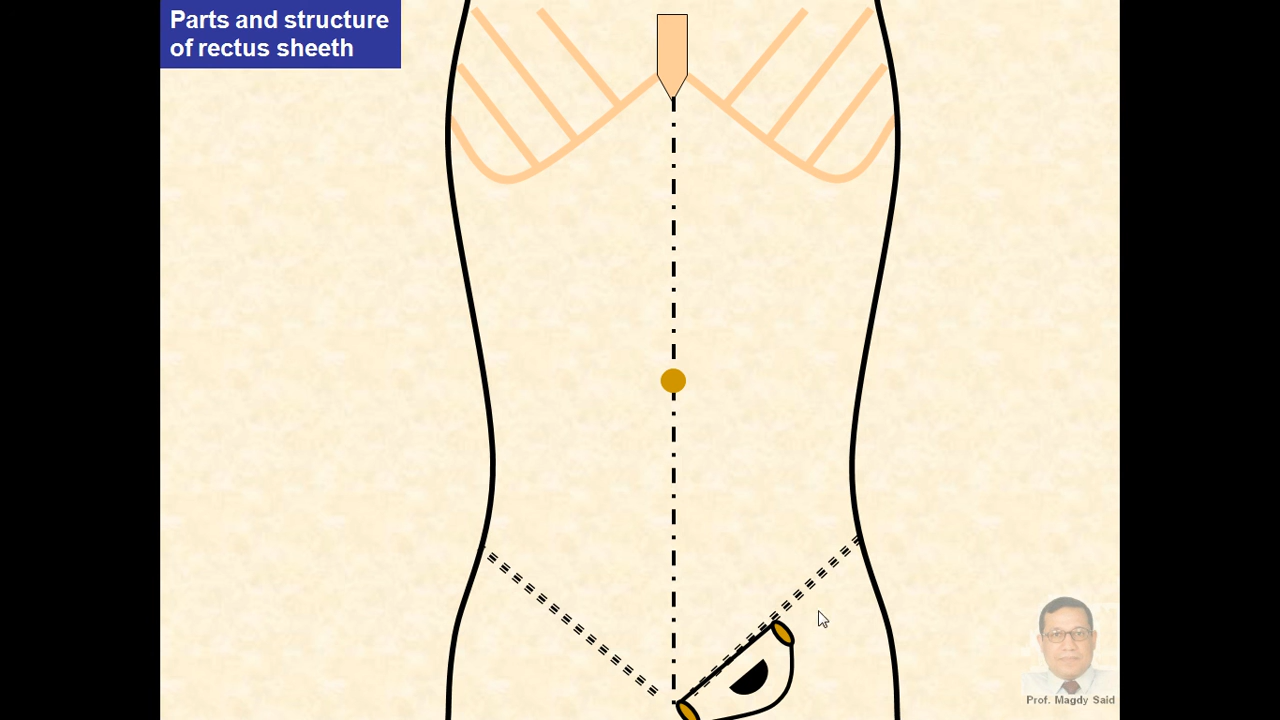 Parts and structure
of rectus sheeth
Prof. Magdy Said